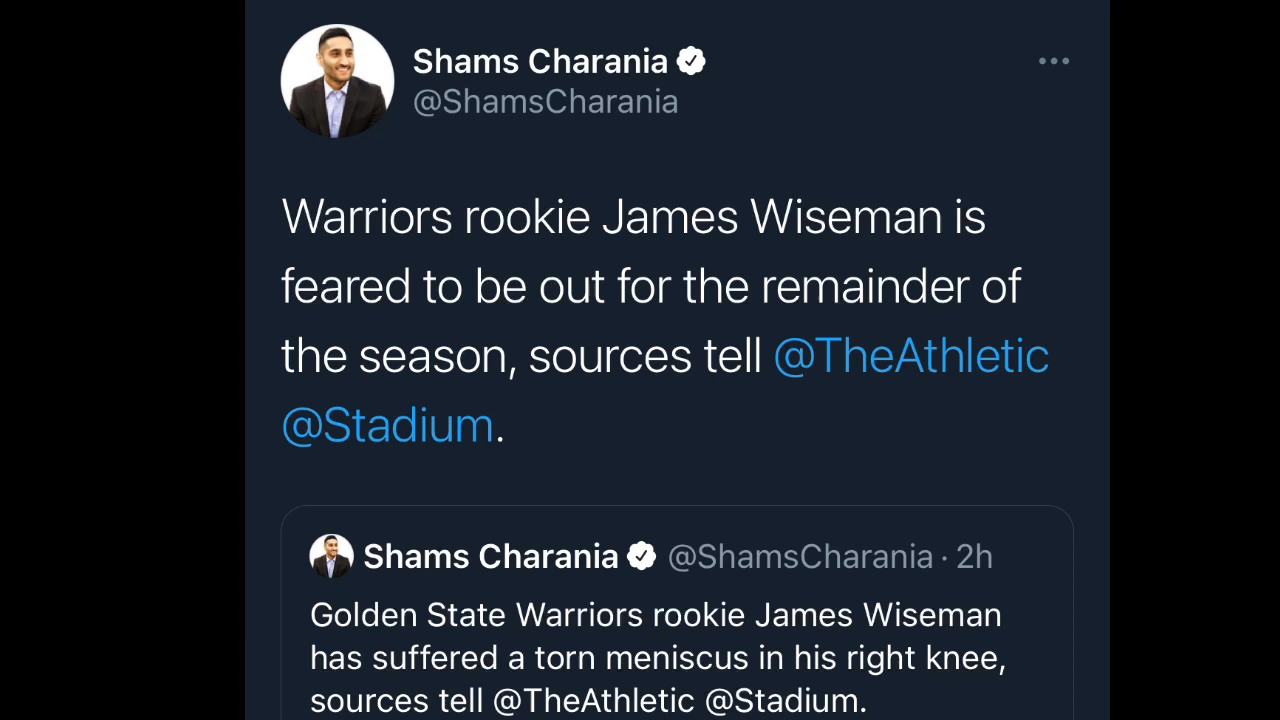 Shams Charania
@ShamsCharania
Warriors rookie James Wiseman is
feared to be out for the remainder of
the season, sources tell @TheAthletic
@Stadium.
Shams Charania @ShamsCharania · 2h
Golden State Warriors rookie James Wiseman
has suffered a torn meniscus in his right knee,
sources tell @TheAthletic @Stadium.